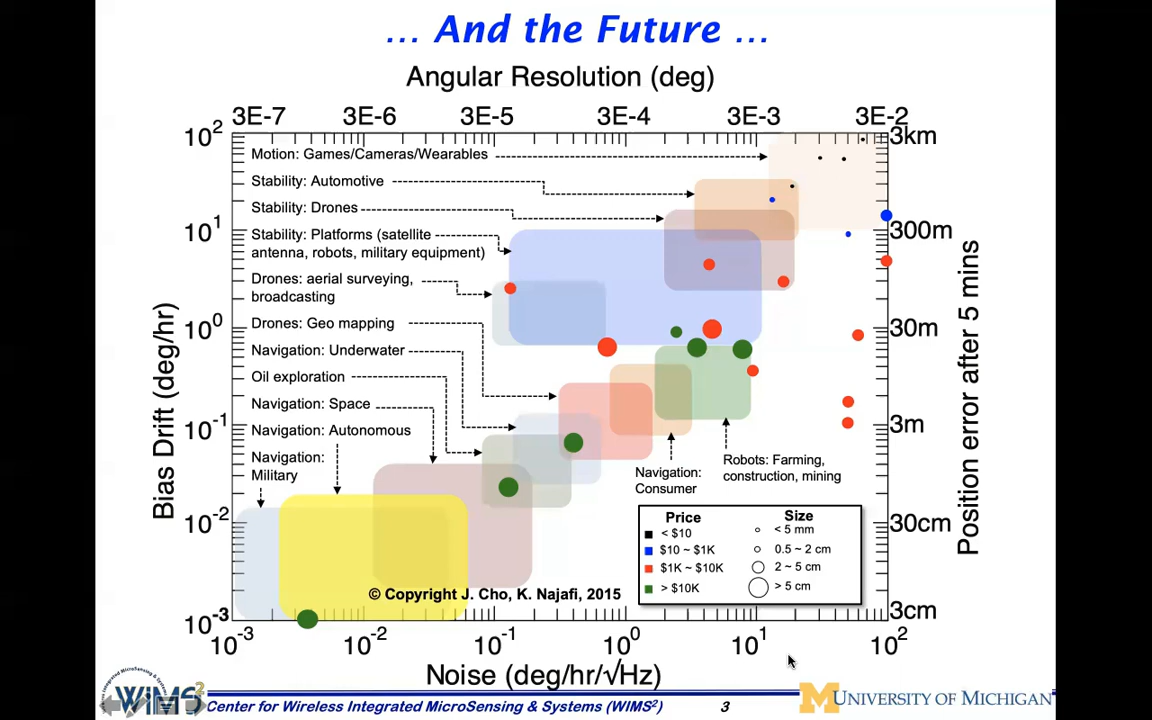 … And the Future …
Angular Resolution (deg)
3E-7 3E-6 3E-5 3E-4 3E-3 3E-2
10² 3km
Motion: Games/Cameras/Wearables
Stability: Automotive
Stability: Drones
10¹ 300m
Stability: Platforms (satellite
antenna, robots, military equipment)
Drones: aerial surveying,
broadcasting
Drones: Geo mapping
10⁰ 30m
Navigation: Underwater
Oil exploration
Navigation: Space
10⁻¹ 3m
Navigation: Autonomous
Navigation:
Military
Navigation:
Consumer
Robots: Farming,
construction, mining
10⁻² 30cm
Price Size
< $10 < 5 mm
$10 ~ $1K 0.5 ~ 2 cm
$1K ~ $10K 2 ~ 5 cm
> $10K > 5 cm
© Copyright J. Cho, K. Najafi, 2015
10⁻³ 3cm
10⁻³ 10⁻² 10⁻¹ 10⁰ 10¹ 10²
Bias Drift (deg/hr)
Position error after 5 mins
Noise (deg/hr/√Hz)
WIMS²
Center for Wireless Integrated MicroSensing & Systems (WIMS²)
3
M UNIVERSITY OF MICHIGAN